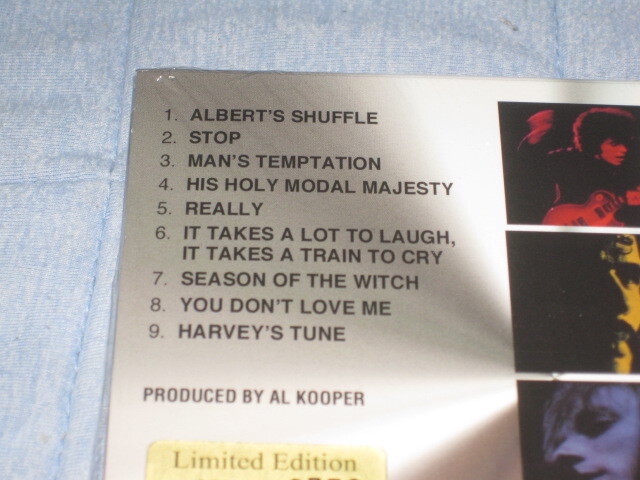 1. ALBERT'S SHUFFLE
2. STOP
3. MAN'S TEMPTATION
4. HIS HOLY MODAL MAJESTY
5. REALLY
6. IT TAKES A LOT TO LAUGH,
IT TAKES A TRAIN TO CRY
7. SEASON OF THE WITCH
8. YOU DON'T LOVE ME
9. HARVEY'S TUNE
PRODUCED BY AL KOOPER
Limited Edition